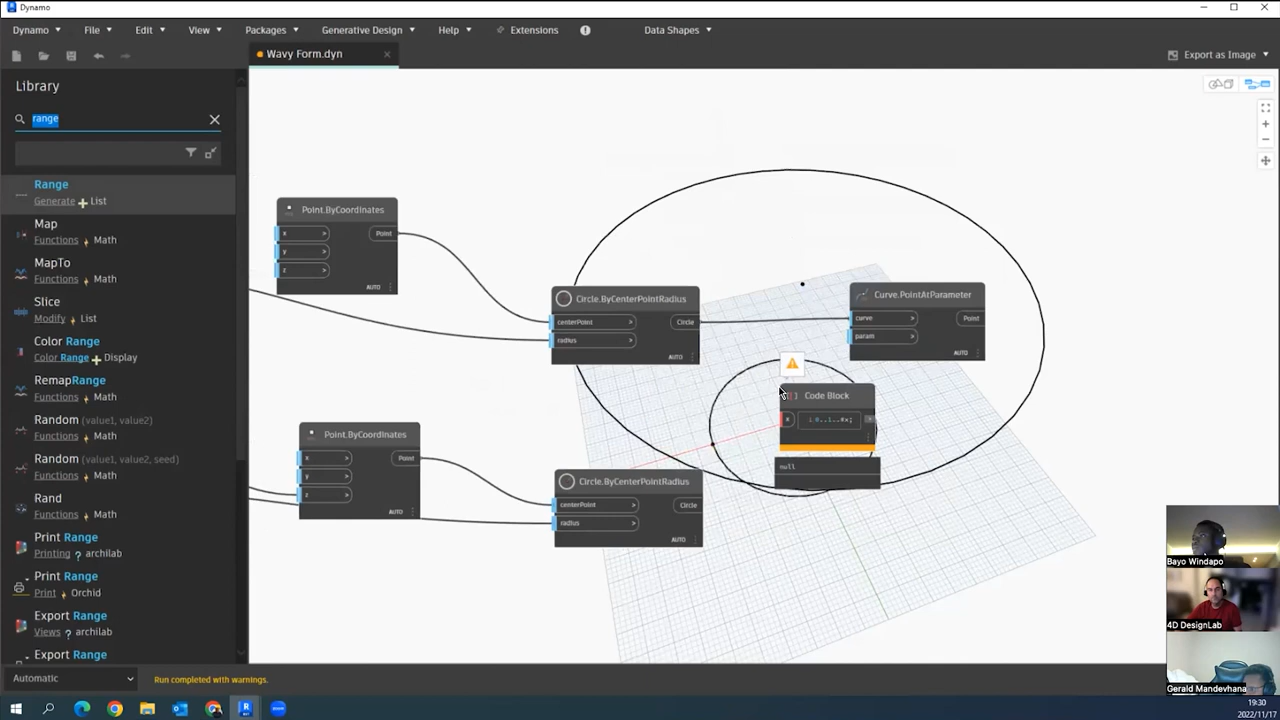 Dynamo
Dynamo File Edit View Packages Generative Design Help Extensions Data Shapes
Wavy Form.dyn
Export as Image
Library
range
Range
Generate List
Map
Functions Math
MapTo
Functions Math
Slice
Modify List
Color Range
Color Range Display
RemapRange
Functions Math
Random (value1, value2)
Functions Math
Random (value1, value2, seed)
Functions Math
Rand
Functions Math
Print Range
Printing ? archilab
Print Range
Print ? Orchid
Export Range
Views ? archilab
Export Range
Point.ByCoordinates
x > Point
y >
z >
AUTO
Circle.ByCenterPointRadius
centerPoint > Circle
radius >
AUTO
Curve.PointAtParameter
curve > Point
param >
AUTO
Code Block
null
Point.ByCoordinates
x > Point
y >
z >
AUTO
Circle.ByCenterPointRadius
centerPoint > Circle
radius >
AUTO
Bayo Windapo
4D DesignLab
Gerald Mandevhana
Automatic
Run completed with warnings.
19:30
2022/11/17